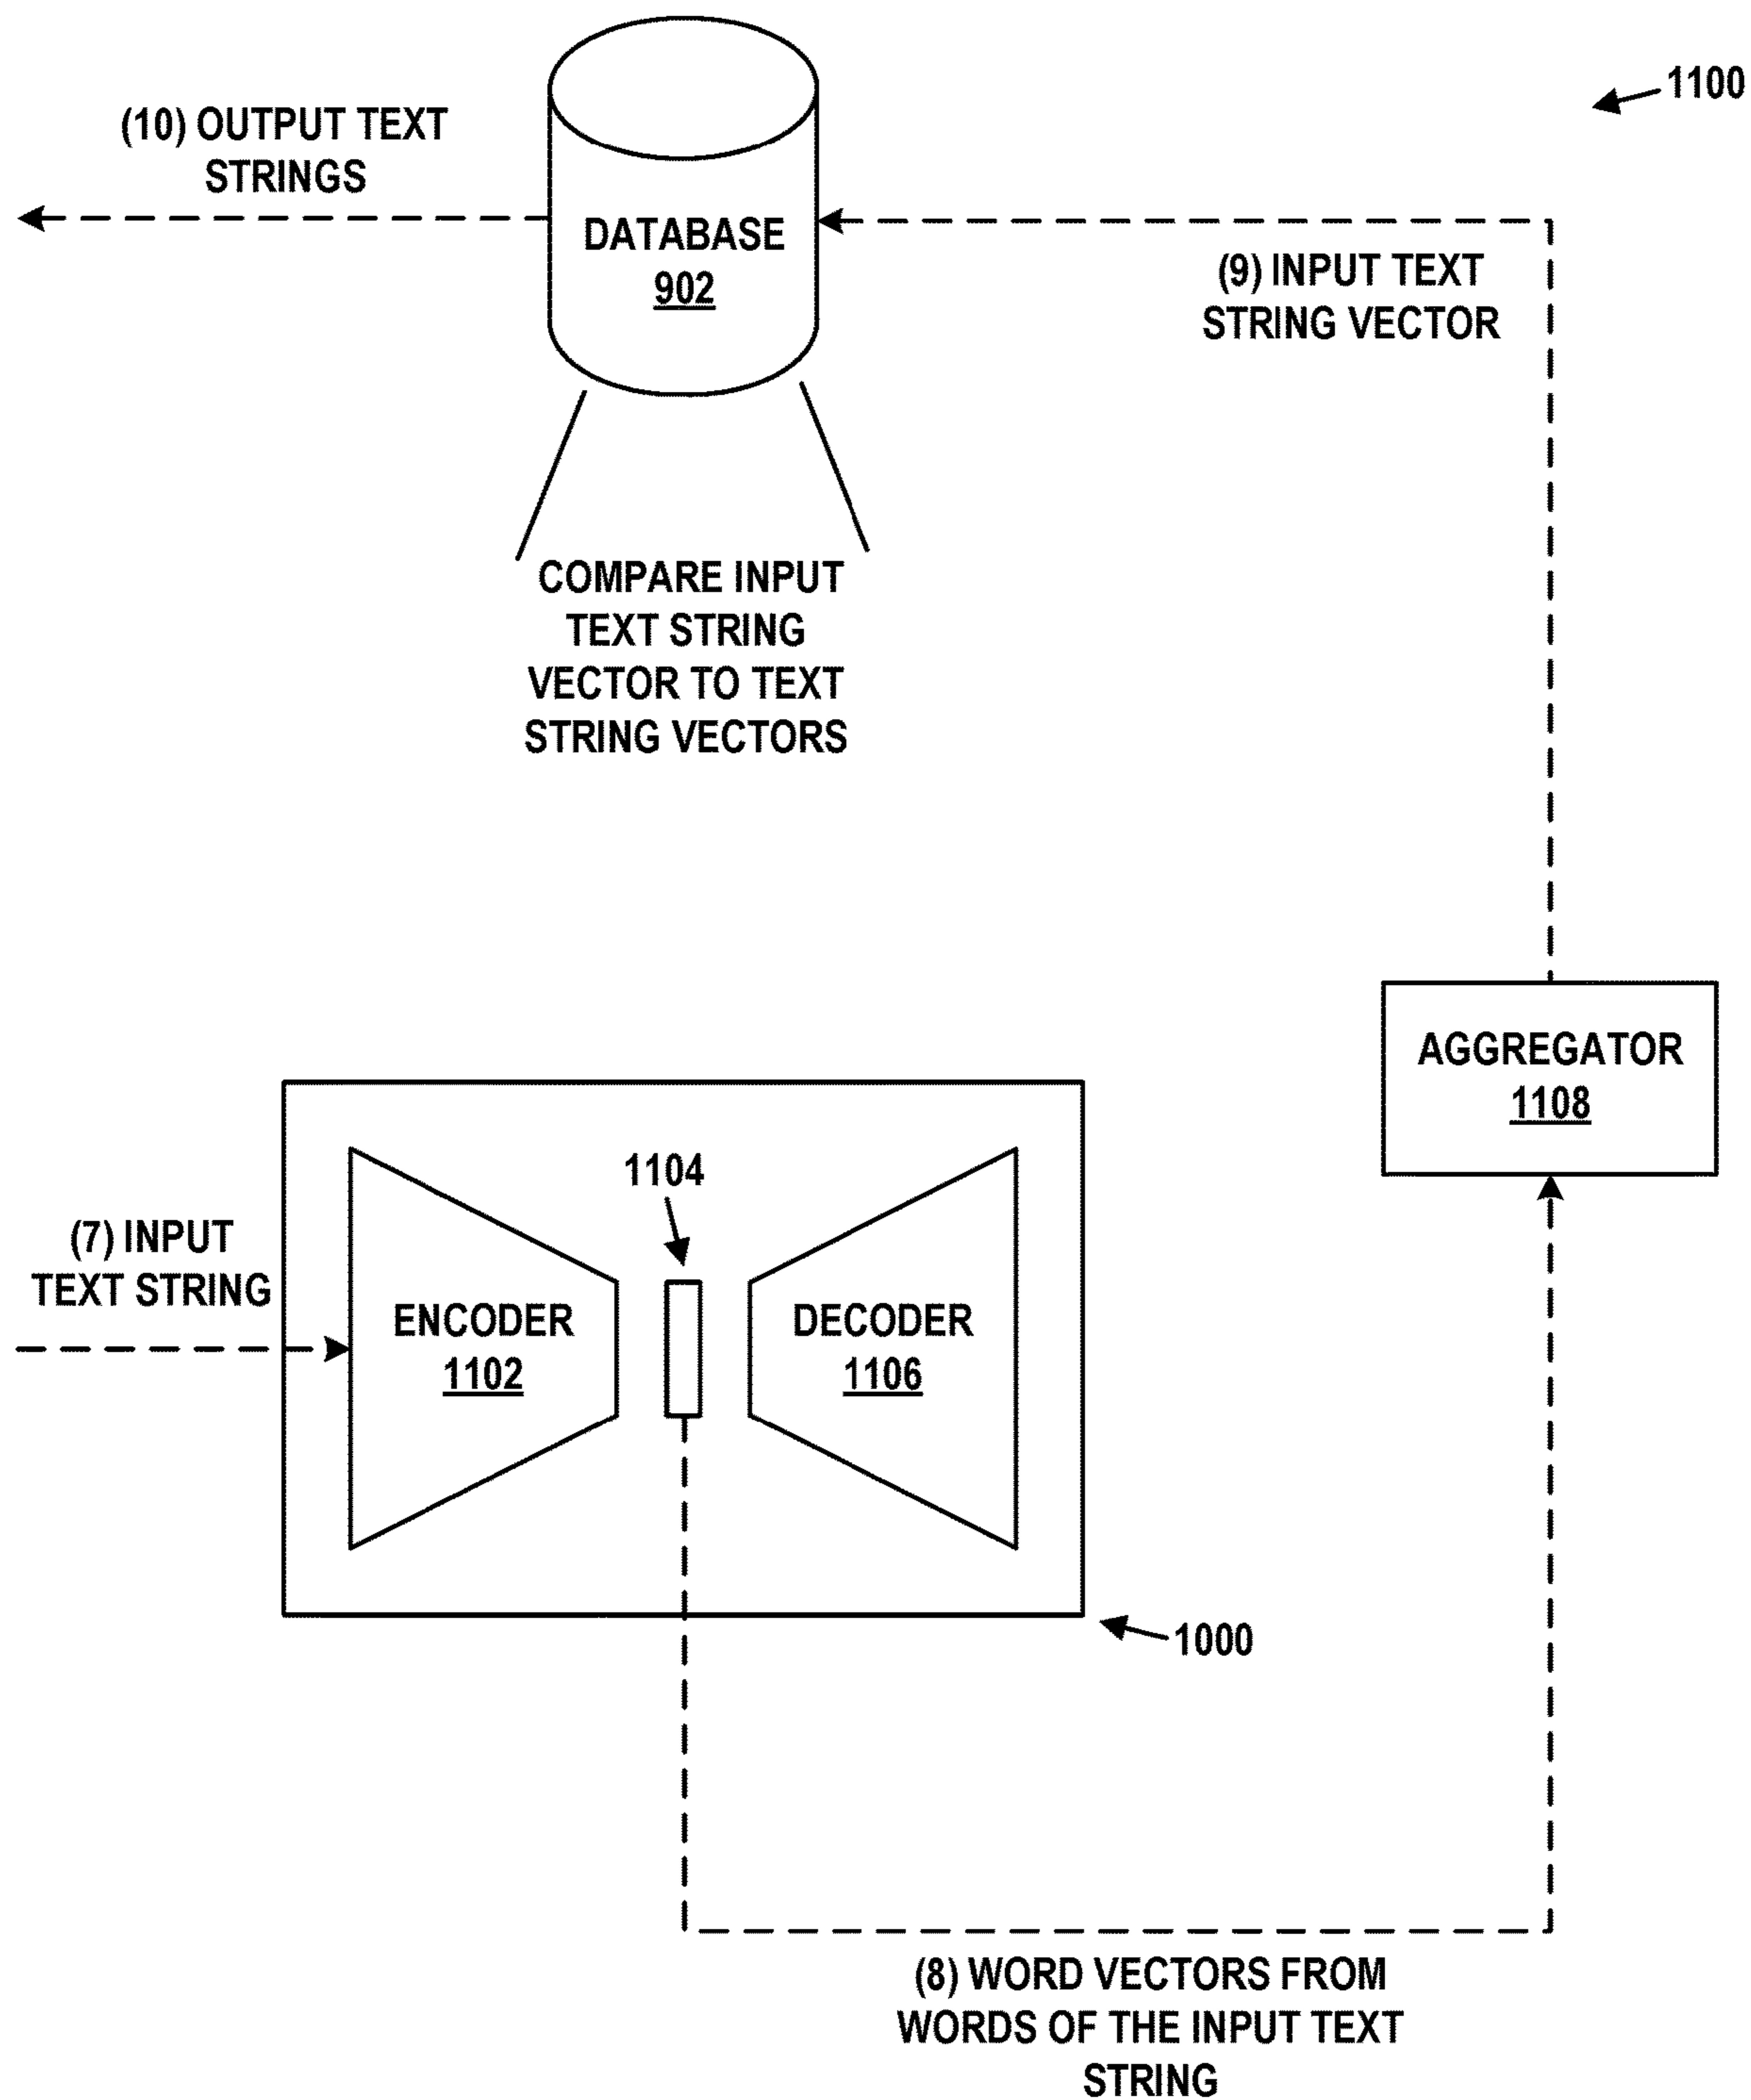 1100
(10) OUTPUT TEXT
STRINGS
DATABASE
902
(9) INPUT TEXT
STRING VECTOR
COMPARE INPUT
TEXT STRING
VECTOR TO TEXT
STRING VECTORS
AGGREGATOR
1108
1104
(7) INPUT
TEXT STRING
ENCODER
1102
DECODER
1106
1000
(8) WORD VECTORS FROM
WORDS OF THE INPUT TEXT
STRING